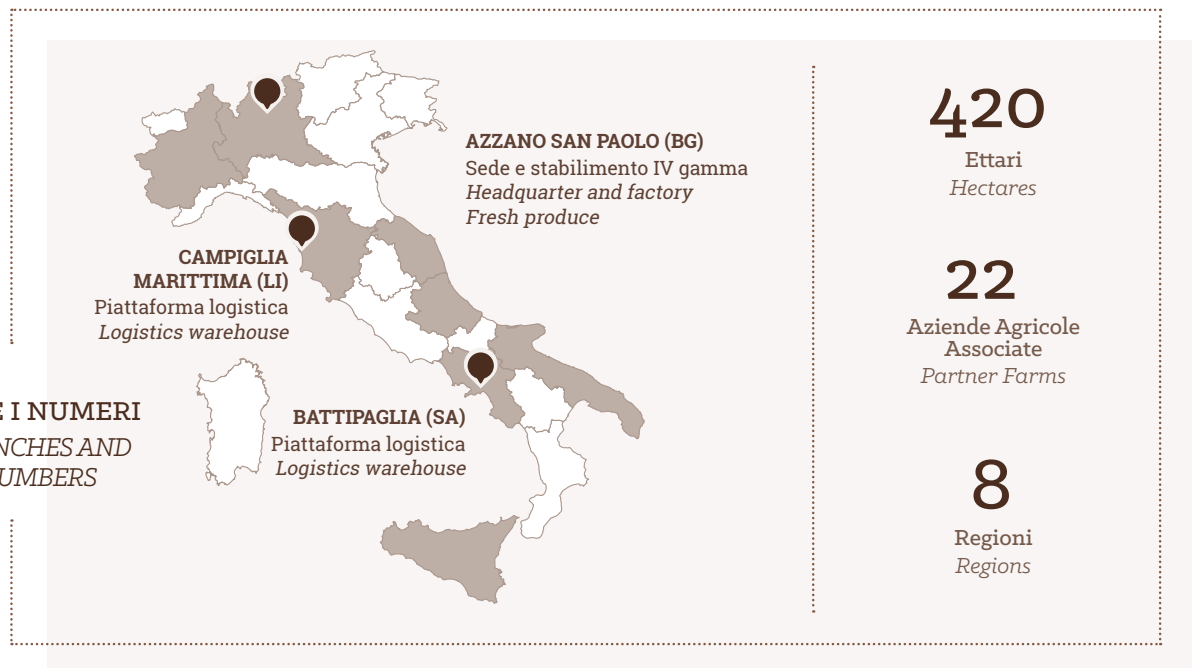 AZZANO SAN PAOLO (BG)
Sede e stabilimento IV gamma
Headquarter and factory
Fresh produce
CAMPIGLIA
MARITTIMA (LI)
Piattaforma logistica
Logistics warehouse
BATTIPAGLIA (SA)
Piattaforma logistica
Logistics warehouse
I NUMERI
AND
420
Ettari
Hectares
22
Aziende Agricole
Associate
Partner Farms
8
Regioni
Regions